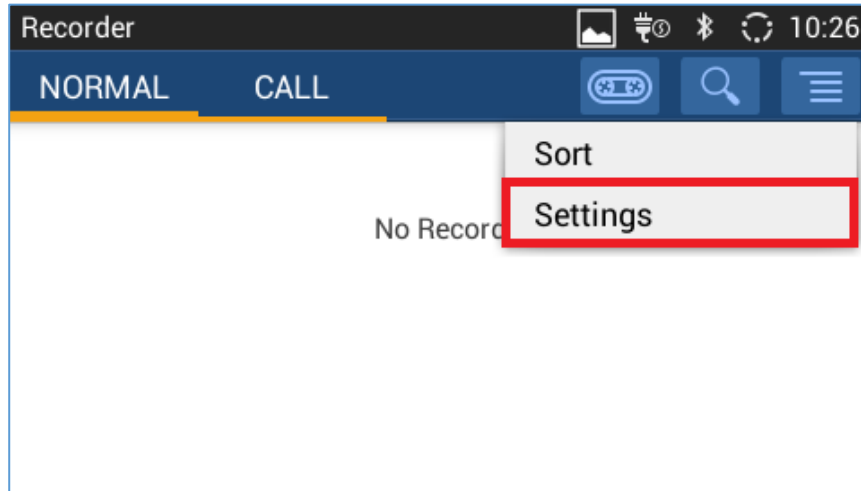 Recorder 10:26
NORMAL CALL
Sort
No Record
Settings